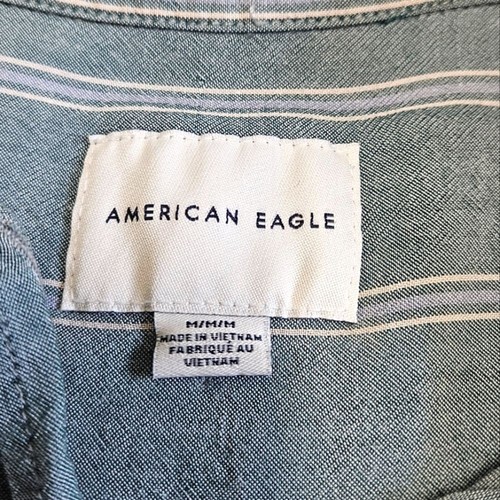 AMERICAN EAGLE
M/M/M
MADE IN VIETNAM
FABRIQUÉ AU
VIETNAM